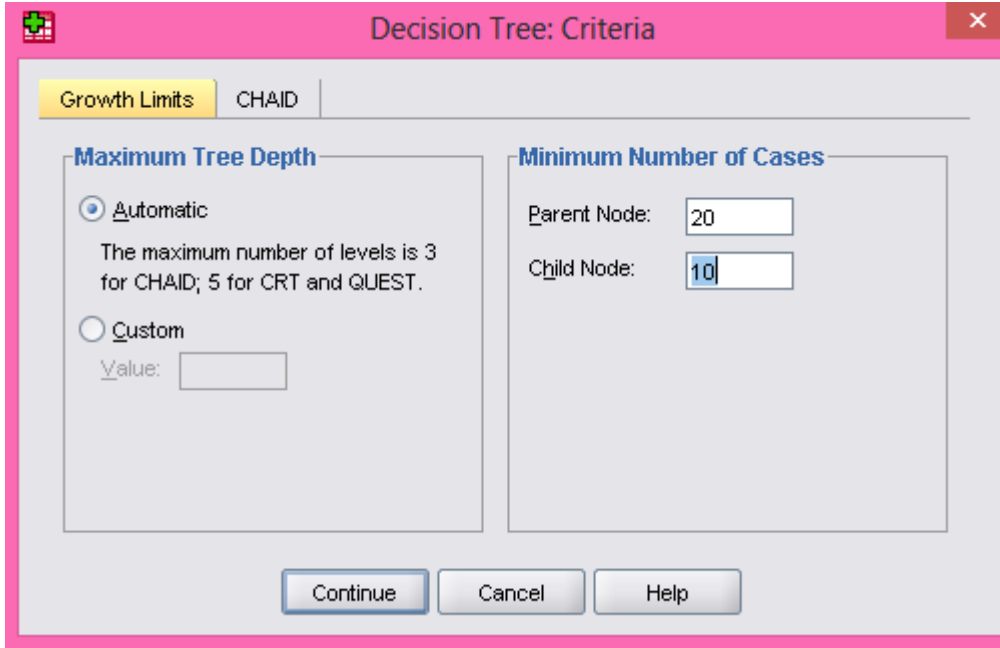 Decision Tree: Criteria
Growth Limits
CHAID
Maximum Tree Depth
Automatic
The maximum number of levels is 3
for CHAID; 5 for CRT and QUEST.
Custom
Value:
Minimum Number of Cases
Parent Node: 20
Child Node: 10
Continue
Cancel
Help